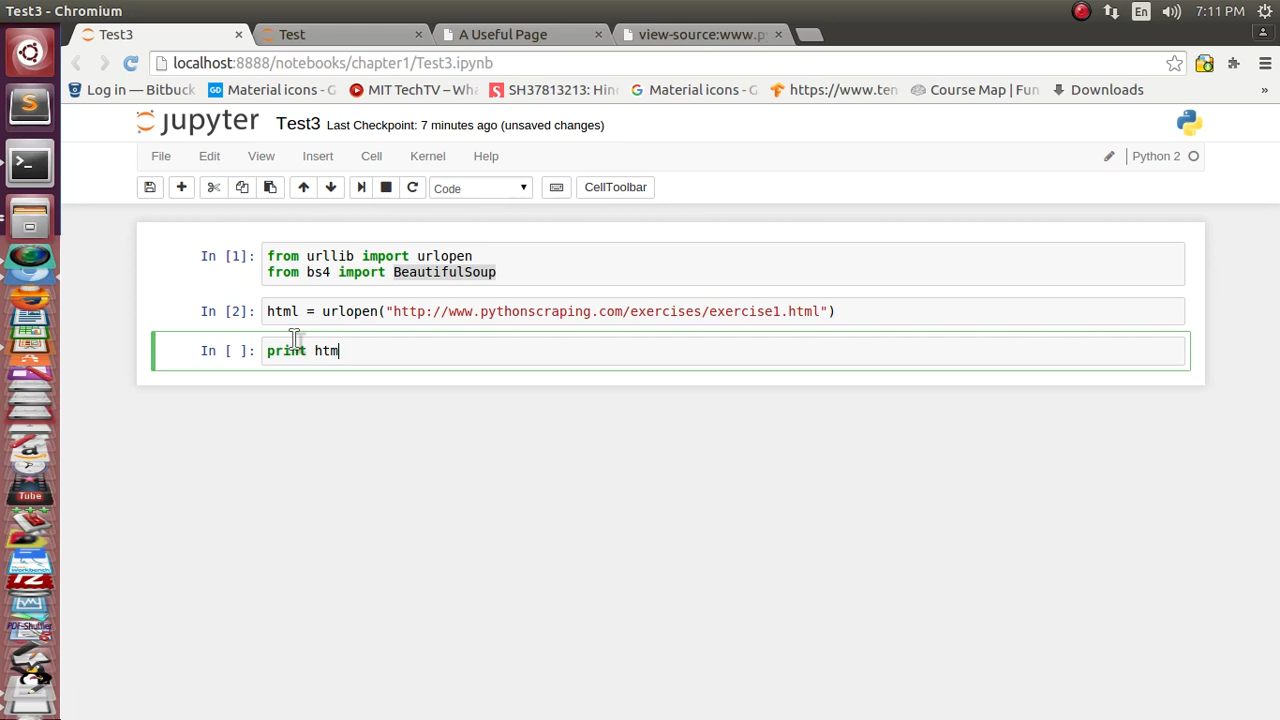 Test3 - Chromium
En
7:11 PM
Test3
Test
A Useful Page
view-source:www.p
localhost:8888/notebooks/chapter1/Test3.ipynb
Log in — Bitbuck
GD Material icons - G
MIT TechTV – Wha
S SH37813213: Hin
G Material icons - G
https://www.ten
Course Map | Fun
Downloads
»
jupyter Test3 Last Checkpoint: 7 minutes ago (unsaved changes)
File Edit View Insert Cell Kernel Help
Python 2
Code
CellToolbar
In [1]: from urllib import urlopen
from bs4 import BeautifulSoup
In [2]: html = urlopen("http://www.pythonscraping.com/exercises/exercise1.html")
In [ ]: print htm
Tube